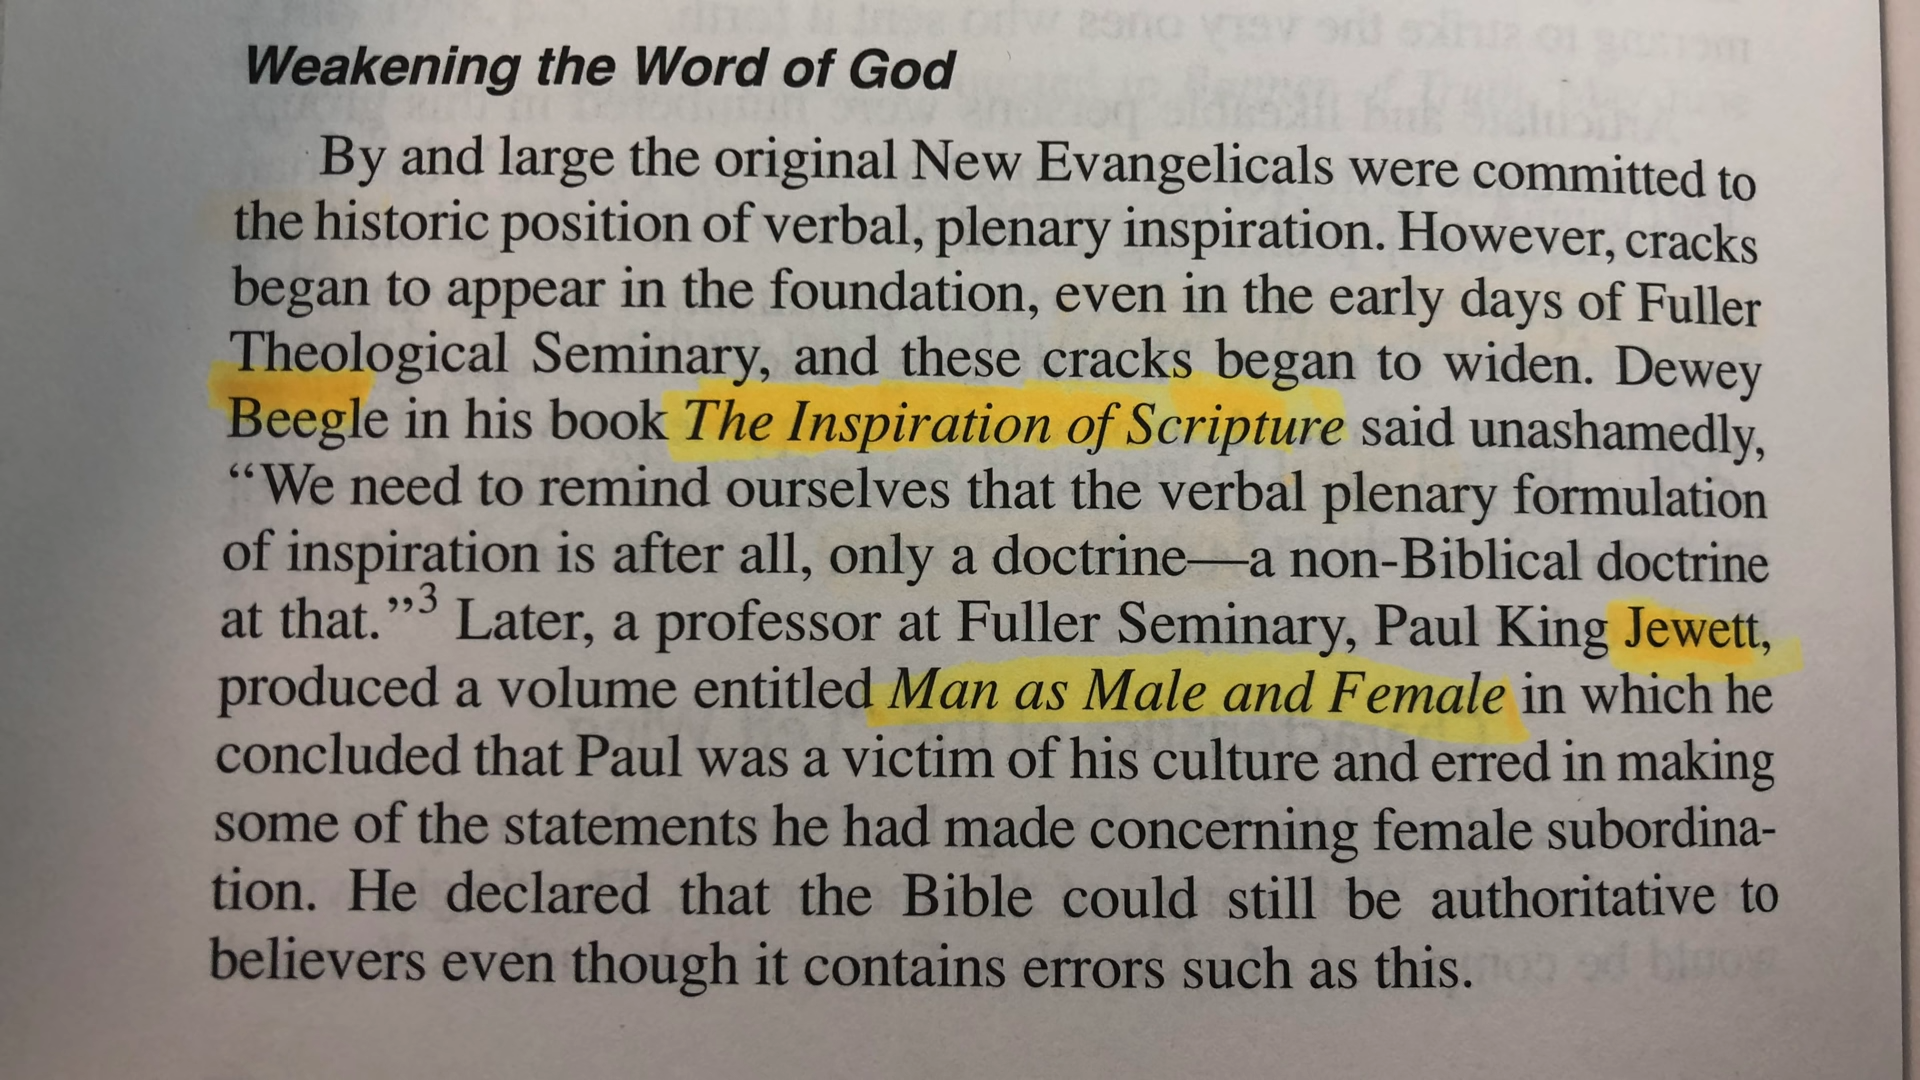 Weakening the Word of God
By and large the original New Evangelicals were committed to
the historic position of verbal, plenary inspiration. However, cracks
began to appear in the foundation, even in the early days of Fuller
Theological Seminary, and these cracks began to widen. Dewey
Beegle in his book The Inspiration of Scripture said unashamedly,
“We need to remind ourselves that the verbal plenary formulation
of inspiration is after all, only a doctrine—a non-Biblical doctrine
at that.”3 Later, a professor at Fuller Seminary, Paul King Jewett,
produced a volume entitled Man as Male and Female in which he
concluded that Paul was a victim of his culture and erred in making
some of the statements he had made concerning female subordina-
tion. He declared that the Bible could still be authoritative to
believers even though it contains errors such as this.